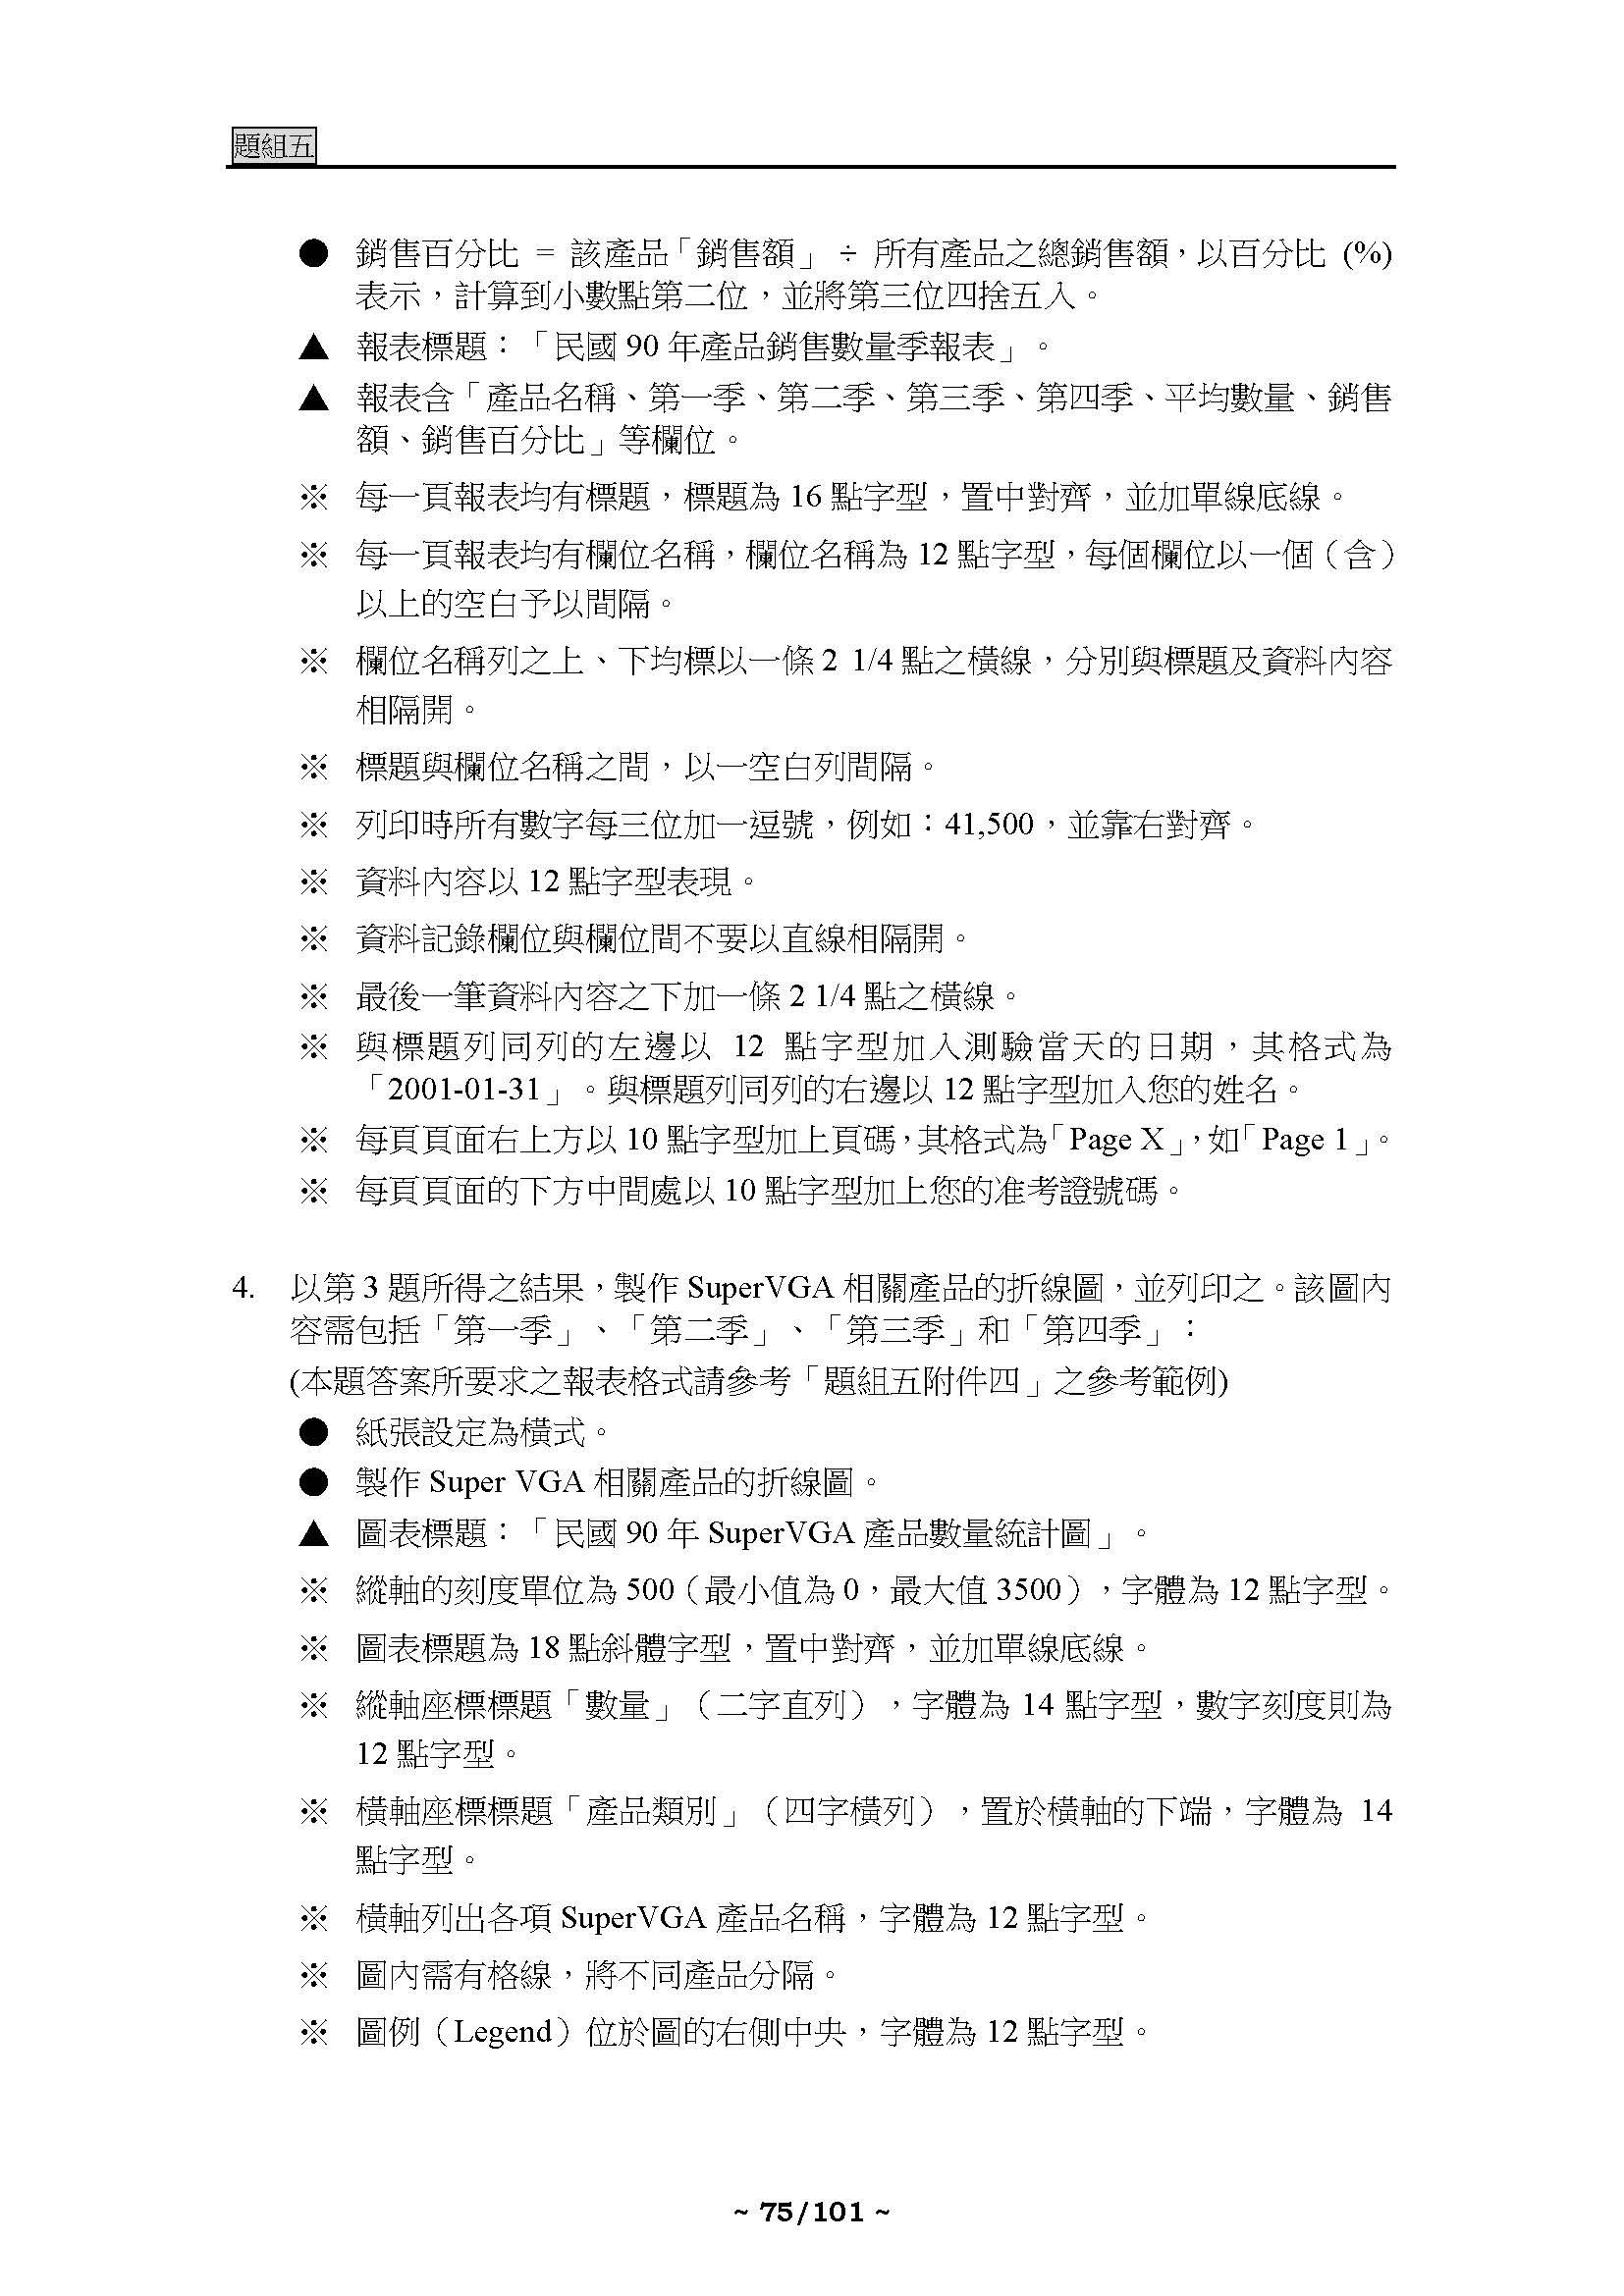 題組五
● 銷售百分比 = 該產品「銷售額」 ÷ 所有產品之總銷售額，以百分比 (%)
表示，計算到小數點第二位，並將第三位四捨五入。
▲ 報表標題：「民國 90 年產品銷售數量季報表」。
▲ 報表含「產品名稱、第一季、第二季、第三季、第四季、平均數量、銷售
額、銷售百分比」等欄位。
※ 每一頁報表均有標題，標題為 16 點字型，置中對齊，並加單線底線。
※ 每一頁報表均有欄位名稱，欄位名稱為 12 點字型，每個欄位以一個（含）
以上的空白予以間隔。
※ 欄位名稱列之上、下均標以一條 2 1/4 點之橫線，分別與標題及資料內容
相隔開。
※ 標題與欄位名稱之間，以一空白列間隔。
※ 列印時所有數字每三位加一逗號，例如：41,500，並靠右對齊。
※ 資料內容以 12 點字型表現。
※ 資料記錄欄位與欄位間不要以直線相隔開。
※ 最後一筆資料內容之下加一條 2 1/4 點之橫線。
※ 與標題列同列的左邊以 12 點字型加入測驗當天的日期，其格式為
「2001-01-31」。與標題列同列的右邊以 12 點字型加入您的姓名。
※ 每頁頁面右上方以 10 點字型加上頁碼，其格式為「Page X」，如「Page 1」。
※ 每頁頁面的下方中間處以 10 點字型加上您的准考證號碼。
4. 以第 3 題所得之結果，製作 SuperVGA 相關產品的折線圖，並列印之。該圖內
容需包括「第一季」、「第二季」、「第三季」和「第四季」：
(本題答案所要求之報表格式請參考「題組五附件四」之參考範例)
● 紙張設定為橫式。
● 製作 Super VGA 相關產品的折線圖。
▲ 圖表標題：「民國 90 年 SuperVGA 產品數量統計圖」。
※ 縱軸的刻度單位為 500（最小值為 0，最大值 3500），字體為 12 點字型。
※ 圖表標題為 18 點斜體字型，置中對齊，並加單線底線。
※ 縱軸座標標題「數量」（二字直列），字體為 14 點字型，數字刻度則為
12 點字型。
※ 橫軸座標標題「產品類別」（四字橫列），置於橫軸的下端，字體為 14
點字型。
※ 橫軸列出各項 SuperVGA 產品名稱，字體為 12 點字型。
※ 圖內需有格線，將不同產品分隔。
※ 圖例（Legend）位於圖的右側中央，字體為 12 點字型。
~ 75/101 ~